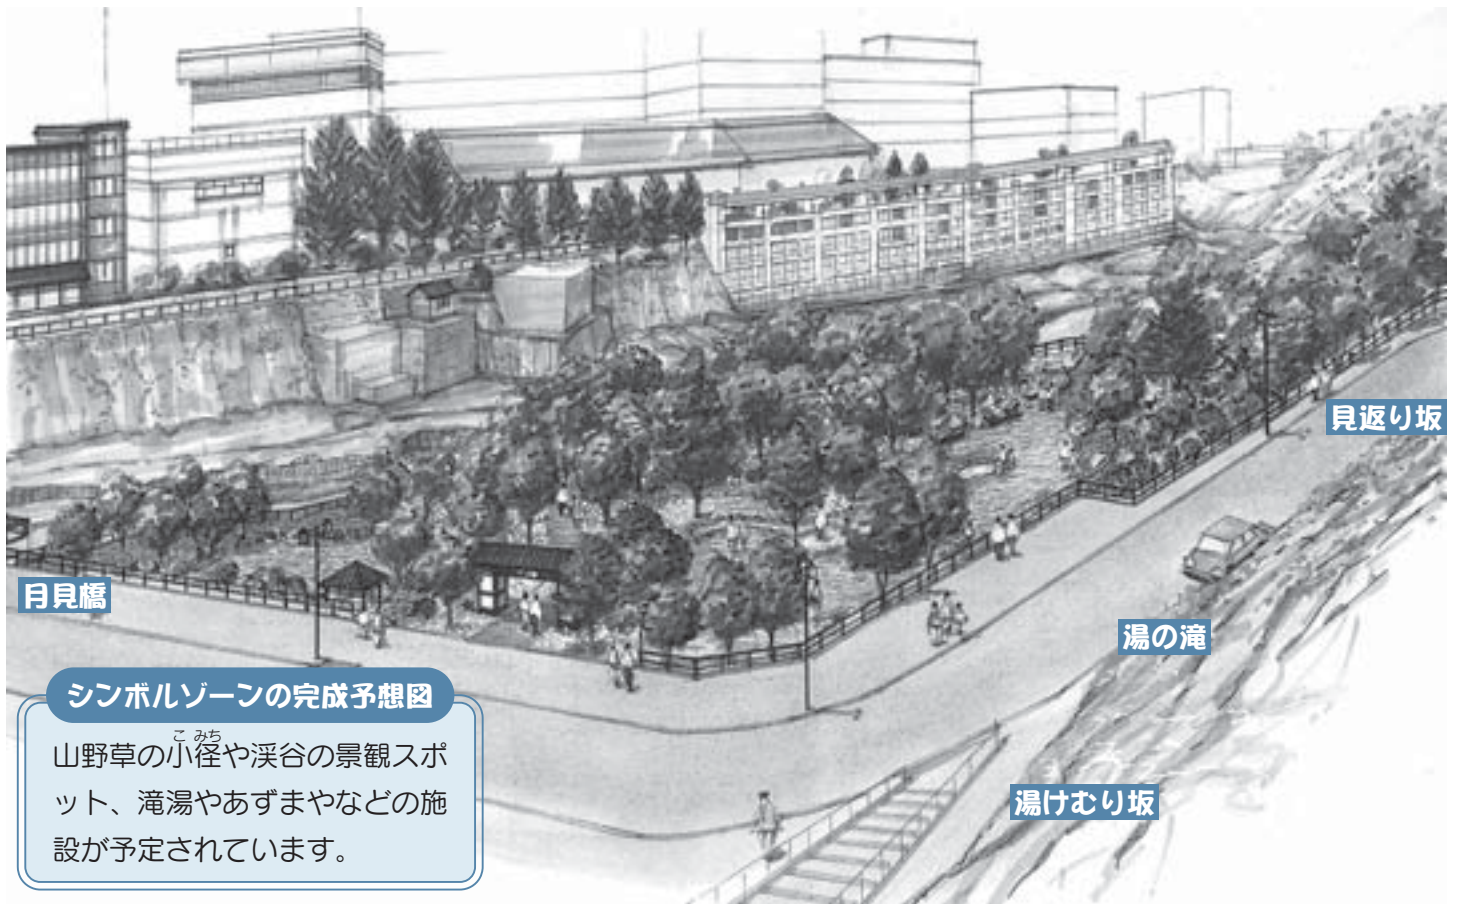 見返り坂
月見橋
湯の滝
湯けむり坂
シンボルゾーンの完成予想図
山野草の小径や渓谷の景観スポ
こ みち
ット、滝湯やあずまやなどの施
設が予定されています。